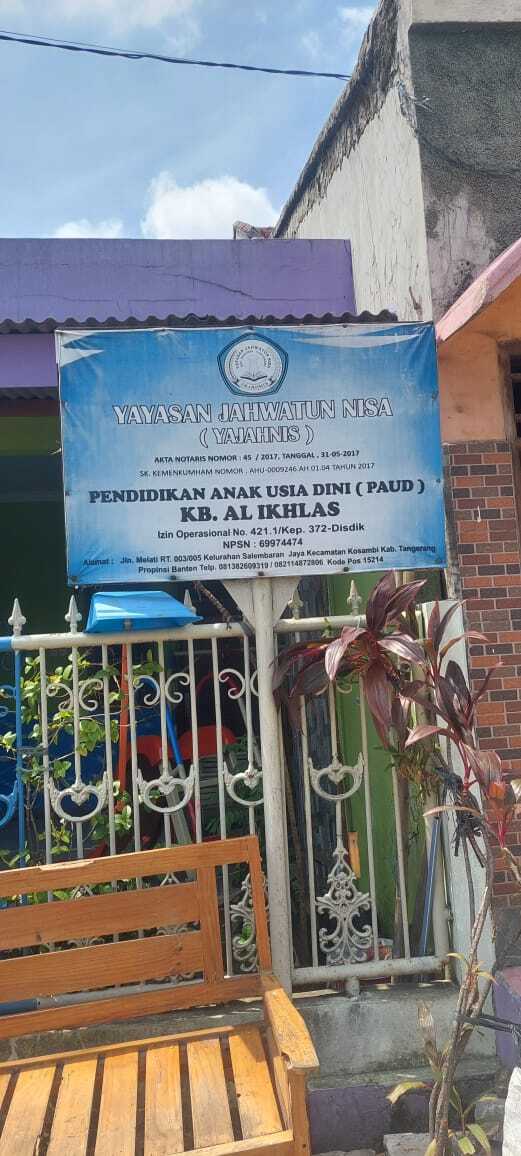 YAYASAN JAHWATUN NISA
( YAJAHNIS )
AKTA NOTARIS NOMOR : 45 / 2017, TANGGAL , 31-05-2017
SK. KEMENKUMHAM NOMOR : AHU-0009246.AH.01.04 TAHUN 2017
PENDIDIKAN ANAK USIA DINI ( PAUD )
KB. AL IKHLAS
Izin Operasional No. 421.1/Kep. 372-Disdik
NPSN : 69974474
Alamat : Jln. Melati RT. 003/005 Kelurahan Salembaran Jaya Kecamatan Kosambi Kab. Tangerang
Propinsi Banten Telp. 081382609319 / 082114872806 Kode Pos 15214